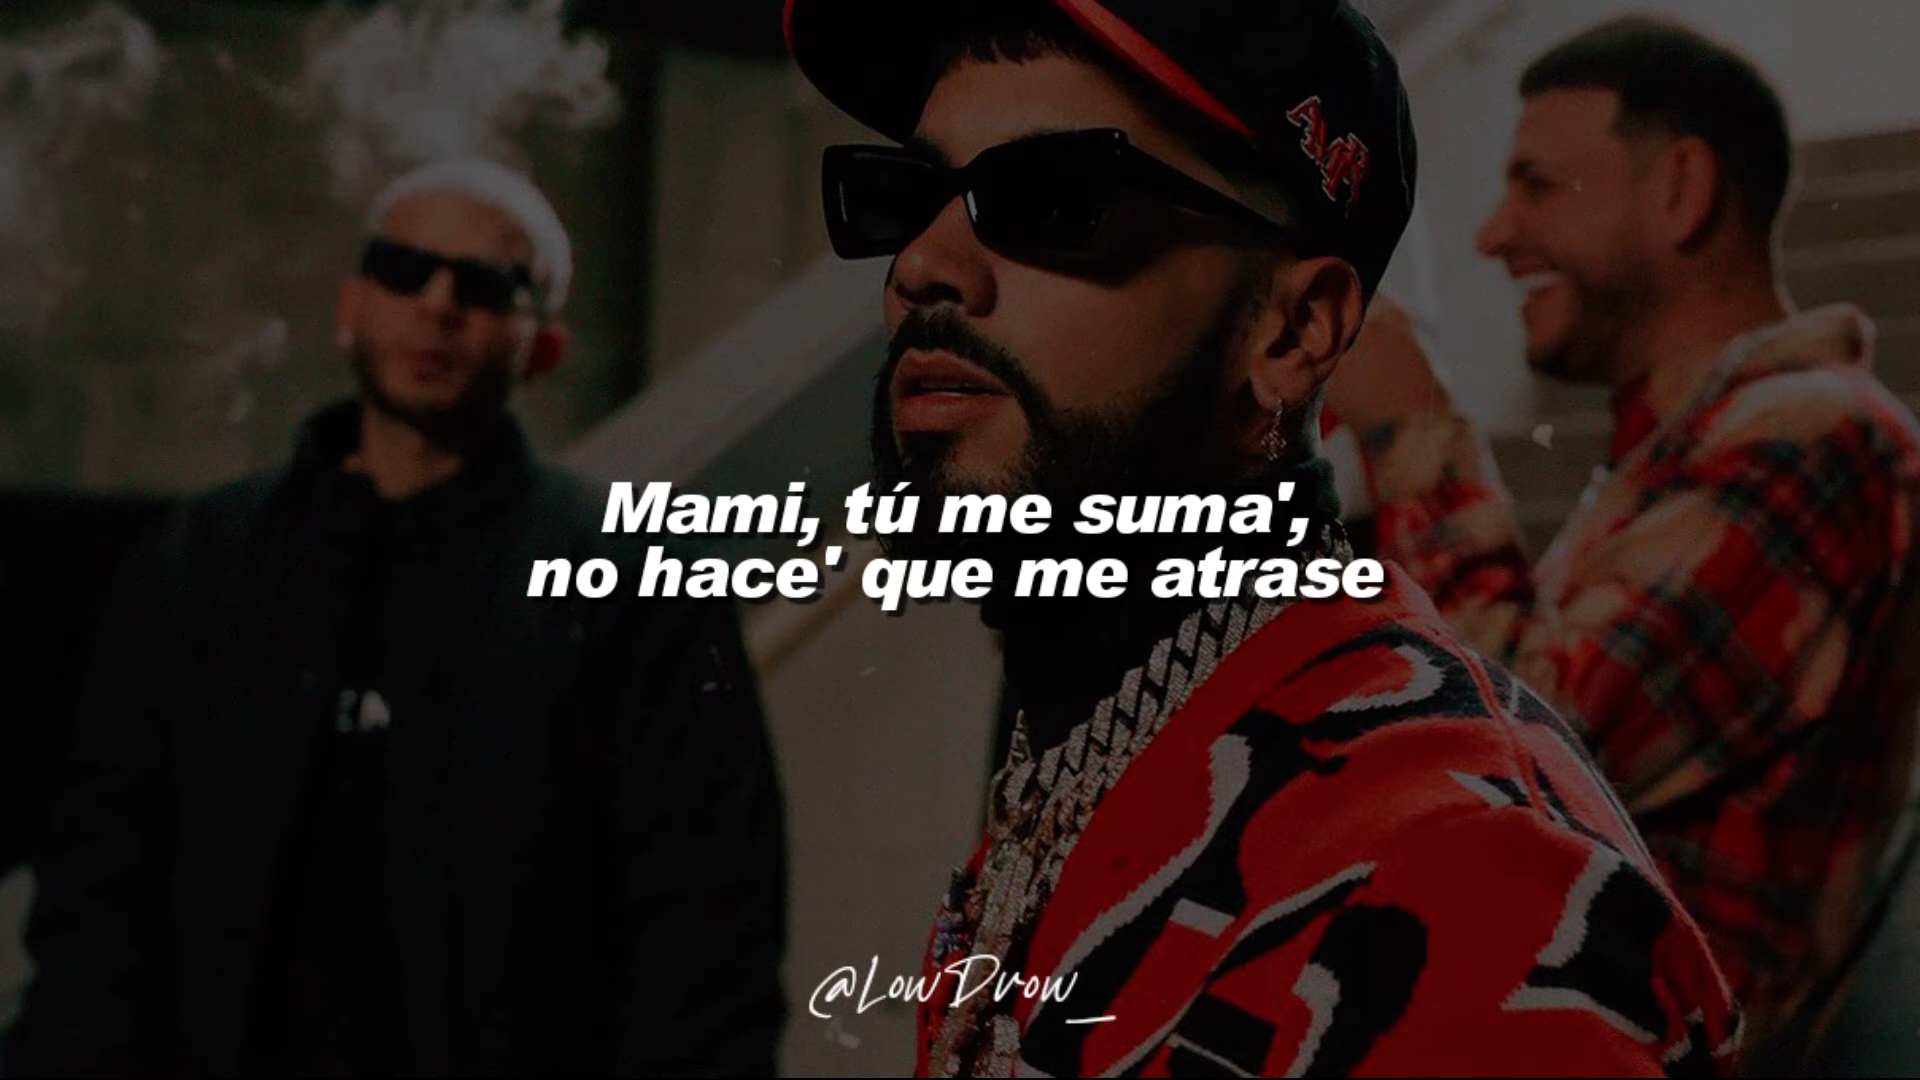 Mami, tú me suma',
no hace' que me atrase
@LowDrow_